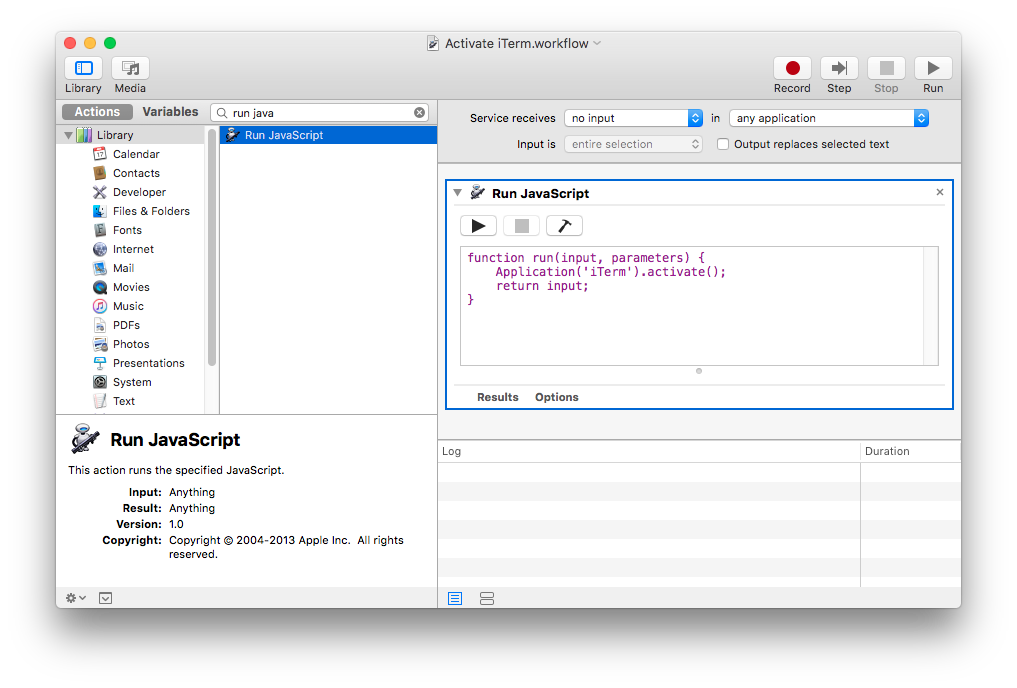 Activate iTerm.workflow
Library
Media
Record
Step
Stop
Run
Actions
Variables
run java
Library
Calendar
Contacts
Developer
Files & Folders
Fonts
Internet
Mail
Movies
Music
PDFs
Photos
Presentations
System
Text
Run JavaScript
Service receives no input in any application
Input is entire selection Output replaces selected text
Run JavaScript
function run(input, parameters) {
    Application('iTerm').activate();
    return input;
}
Results Options
Run JavaScript
This action runs the specified JavaScript.
Input: Anything
Result: Anything
Version: 1.0
Copyright: Copyright © 2004-2013 Apple Inc. All rights
reserved.
Log Duration